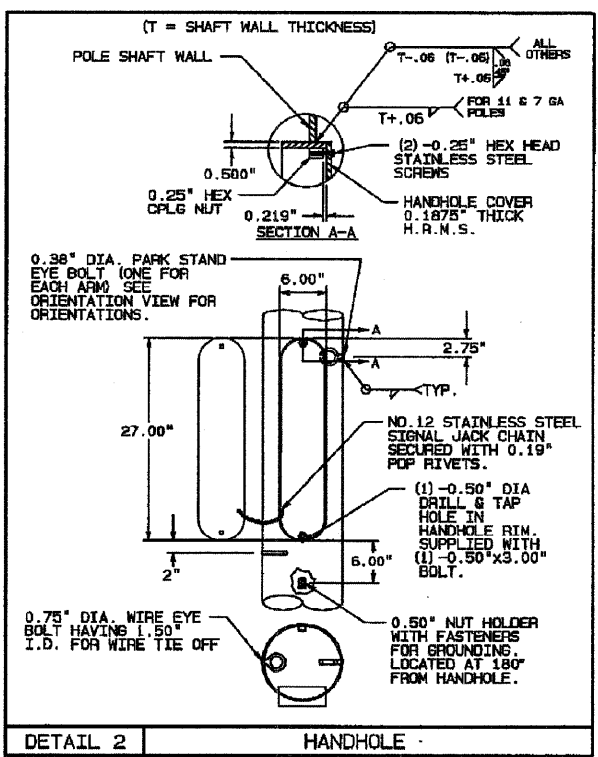 (T = SHAFT WALL THICKNESS)
POLE SHAFT WALL
T-.06 (T-.06)
.06
T+.06
ALL
OTHERS
T+.06
FOR 11 & 7 GA
POLES
0.500"
0.25" HEX
CPLG NUT
(2)-0.25" HEX HEAD
STAINLESS STEEL
SCREWS
0.219"
HANDHOLE COVER
0.1875" THICK
H.R.M.S.
SECTION A-A
0.38" DIA. PARK STAND
EYE BOLT (ONE FOR
EACH ARM) SEE
ORIENTATION VIEW FOR
ORIENTATIONS.
6.00"
A
A
2.75"
TYP.
27.00"
NO.12 STAINLESS STEEL
SIGNAL JACK CHAIN
SECURED WITH 0.19"
POP RIVETS.
(1)-0.50" DIA
DRILL & TAP
HOLE IN
HANDHOLE RIM.
SUPPLIED WITH
(1)-0.50"x3.00"
BOLT.
2"
6.00"
0.75" DIA. WIRE EYE
BOLT HAVING 1.50"
I.D. FOR WIRE TIE OFF
0.50" NUT HOLDER
WITH FASTENERS
FOR GROUNDING.
LOCATED AT 180°
FROM HANDHOLE.
DETAIL 2
HANDHOLE